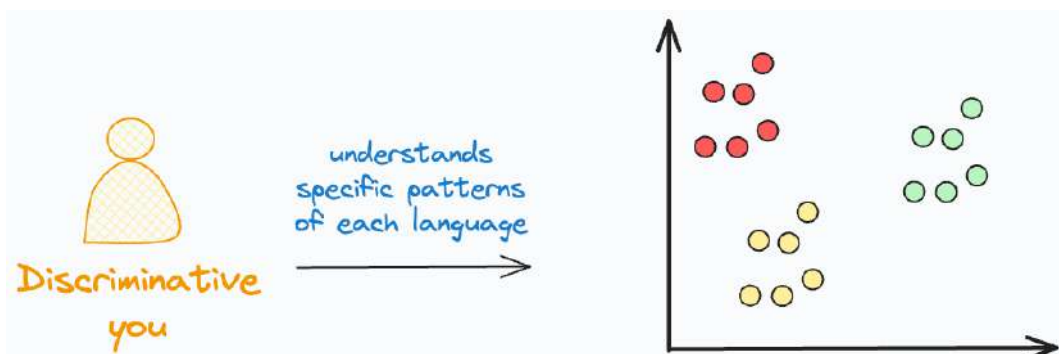 understands
specific patterns
of each language
Discriminative
you